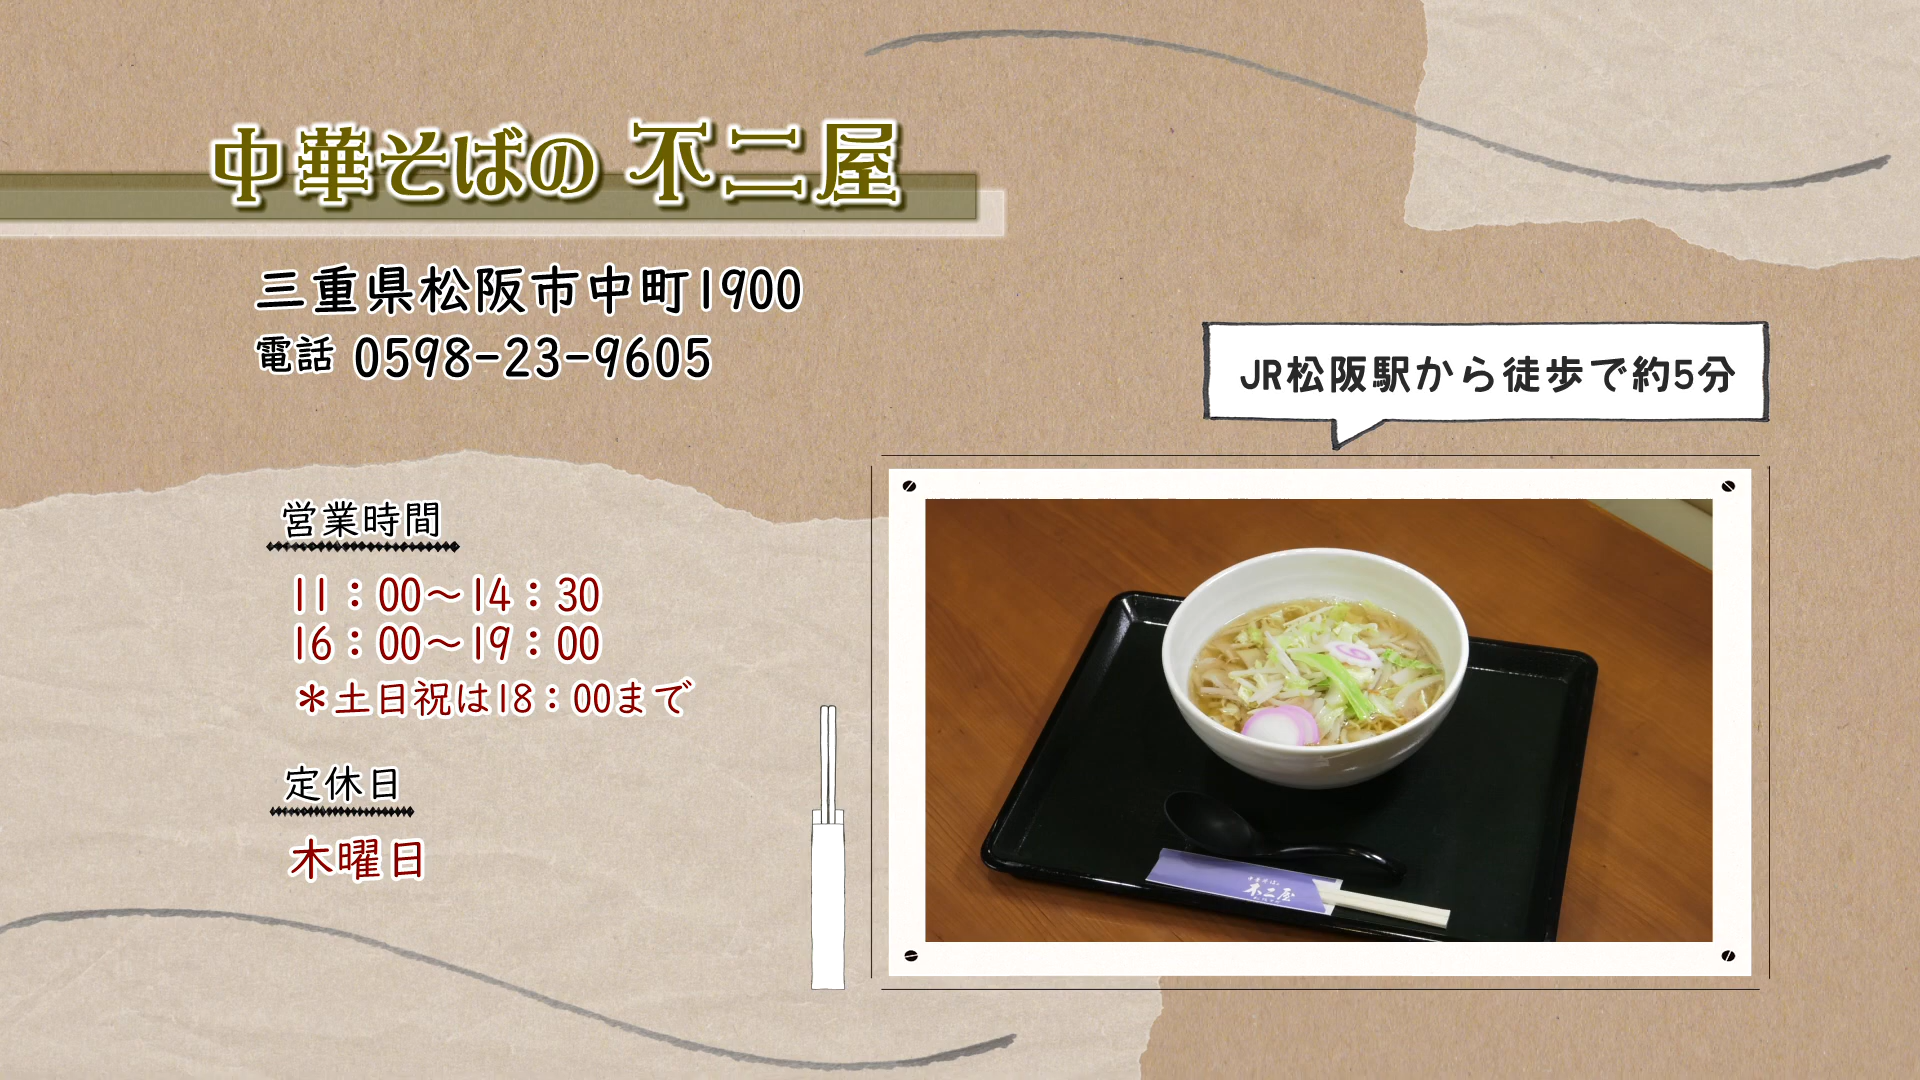 中華そばの 不二屋
三重県松阪市中町1900
電話 0598-23-9605
JR松阪駅から徒歩で約5分
営業時間
11：00～14：30
16：00～19：00
＊土日祝は18：00まで
定休日
木曜日
不二屋